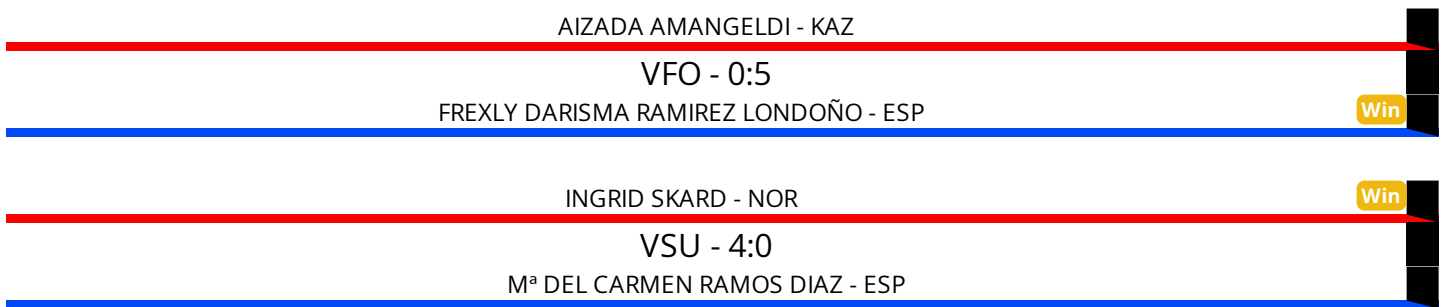 AIZADA AMANGELDI - KAZ
VFO - 0:5
FREXLY DARISMA RAMIREZ LONDOÑO - ESP
Win
INGRID SKARD - NOR
Win
VSU - 4:0
Mª DEL CARMEN RAMOS DIAZ - ESP